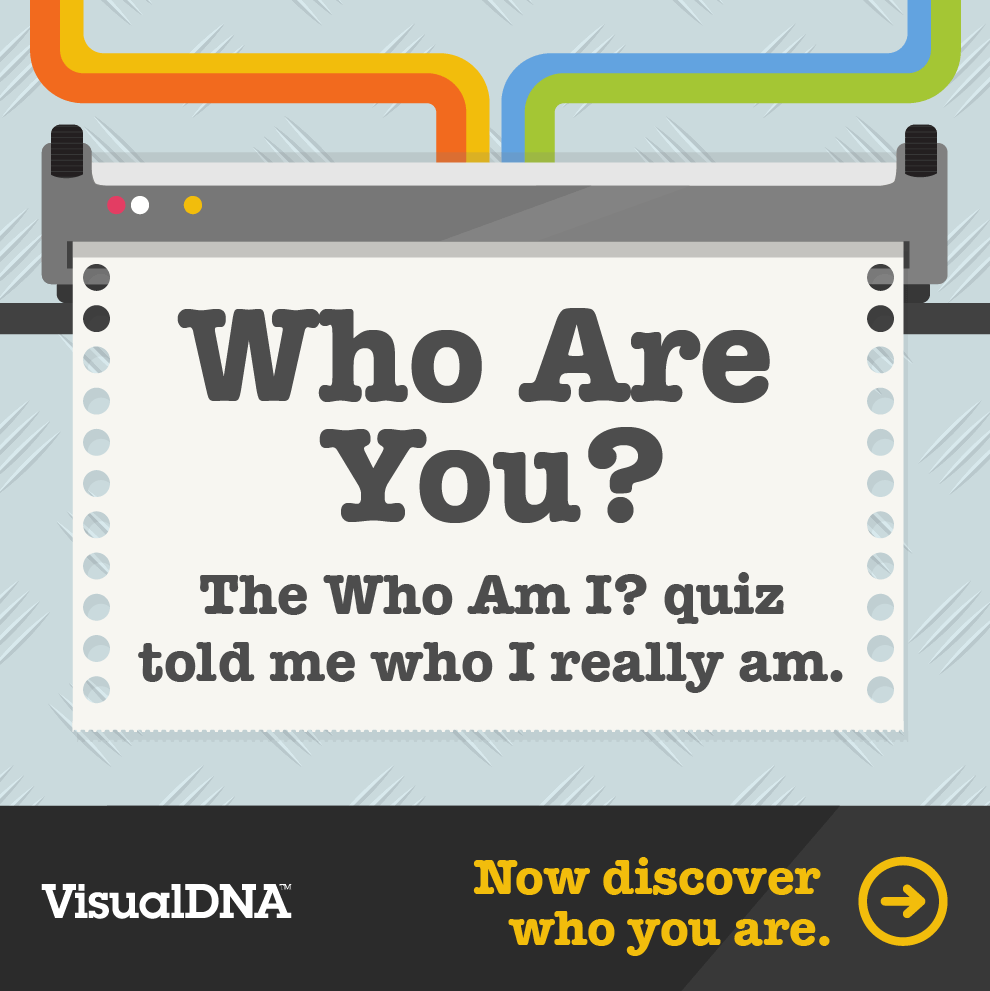 Who Are
You?
The Who Am I? quiz
told me who I really am.
VisualDNA™
Now discover
who you are.